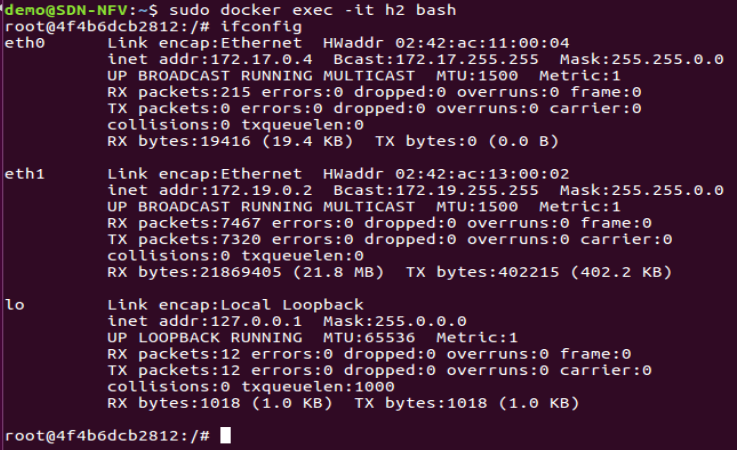 demo@SDN-NFV:~$ sudo docker exec -it h2 bash
root@4f4b6dcb2812:/# ifconfig
eth0      Link encap:Ethernet  HWaddr 02:42:ac:11:00:04
          inet addr:172.17.0.4  Bcast:172.17.255.255  Mask:255.255.0.0
          UP BROADCAST RUNNING MULTICAST  MTU:1500  Metric:1
          RX packets:215 errors:0 dropped:0 overruns:0 frame:0
          TX packets:0 errors:0 dropped:0 overruns:0 carrier:0
          collisions:0 txqueuelen:0
          RX bytes:19416 (19.4 KB)  TX bytes:0 (0.0 B)

eth1      Link encap:Ethernet  HWaddr 02:42:ac:13:00:02
          inet addr:172.19.0.2  Bcast:172.19.255.255  Mask:255.255.0.0
          UP BROADCAST RUNNING MULTICAST  MTU:1500  Metric:1
          RX packets:7467 errors:0 dropped:0 overruns:0 frame:0
          TX packets:7320 errors:0 dropped:0 overruns:0 carrier:0
          collisions:0 txqueuelen:0
          RX bytes:21869405 (21.8 MB)  TX bytes:402215 (402.2 KB)

lo        Link encap:Local Loopback
          inet addr:127.0.0.1  Mask:255.0.0.0
          UP LOOPBACK RUNNING  MTU:65536  Metric:1
          RX packets:12 errors:0 dropped:0 overruns:0 frame:0
          TX packets:12 errors:0 dropped:0 overruns:0 carrier:0
          collisions:0 txqueuelen:1000
          RX bytes:1018 (1.0 KB)  TX bytes:1018 (1.0 KB)

root@4f4b6dcb2812:/#